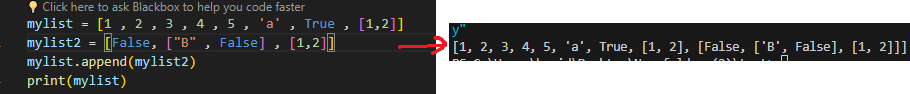 Click here to ask Blackbox to help you code faster
mylist = [1 , 2 , 3 , 4 , 5 , 'a' , True , [1,2]]
mylist2 = [False, ["B" , False] , [1,2]]
mylist.append(mylist2)
print(mylist)
y"
[1, 2, 3, 4, 5, 'a', True, [1, 2], [False, ['B', False], [1, 2]]]